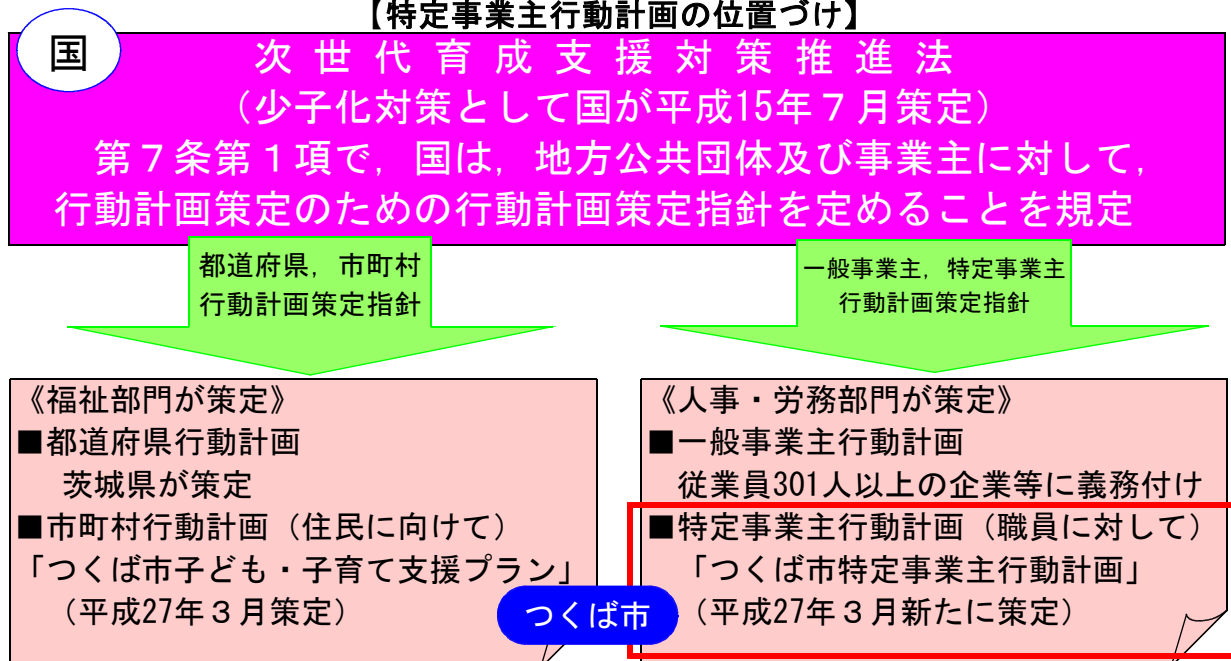 【特定事業主行動計画の位置づけ】
国
次世代育成支援対策推進法
（少子化対策として国が平成15年７月策定）
第７条第１項で，国は，地方公共団体及び事業主に対して，
行動計画策定のための行動計画策定指針を定めることを規定
都道府県，市町村
行動計画策定指針
一般事業主，特定事業主
行動計画策定指針
《福祉部門が策定》
■都道府県行動計画
茨城県が策定
■市町村行動計画（住民に向けて）
「つくば市子ども・子育て支援プラン」
（平成27年３月策定）
《人事・労務部門が策定》
■一般事業主行動計画
従業員301人以上の企業等に義務付け
■特定事業主行動計画（職員に対して）
「つくば市特定事業主行動計画」
（平成27年３月新たに策定）
つくば市